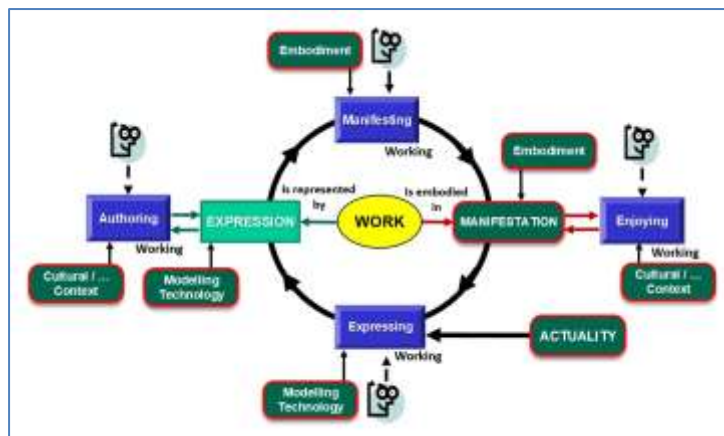 Embodiment
Manifesting
Working
Embodiment
Is represented
by
Is embodied
in
Authoring
EXPRESSION
WORK
MANIFESTATION
Enjoying
Working
Working
Cultural / ...
Context
Modelling
Technology
Cultural / ...
Context
Expressing
Working
ACTUALITY
Modelling
Technology